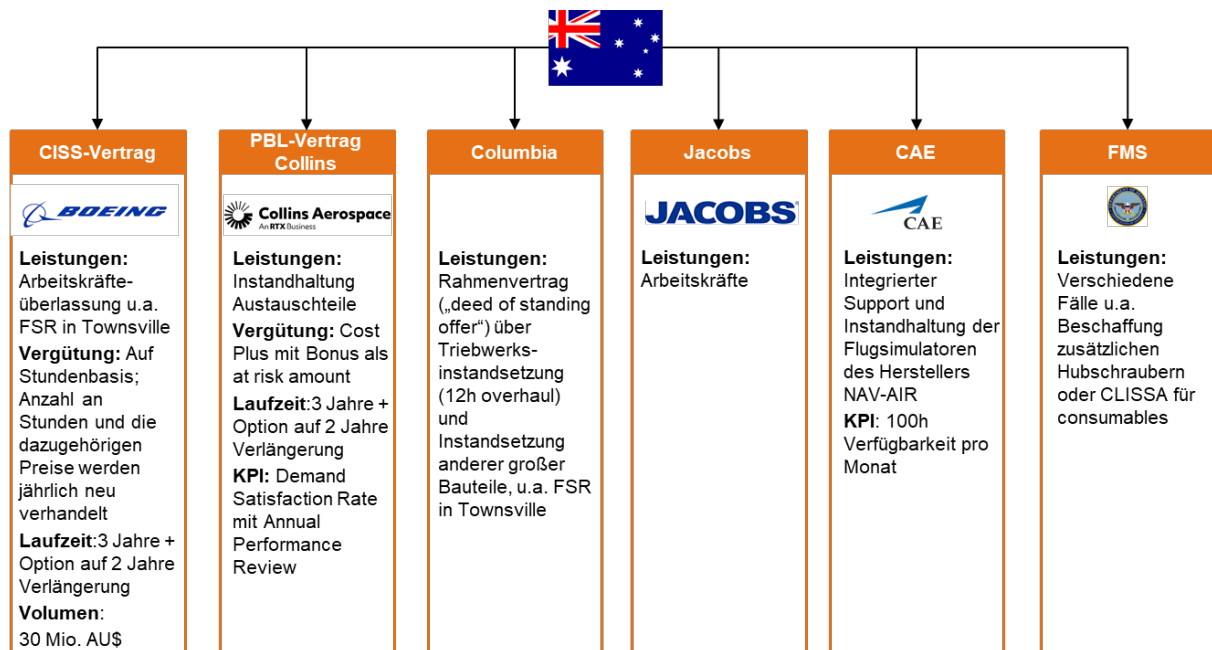 CISS-Vertrag
BOEING
Leistungen:
Arbeitskräfte-
überlassung u.a.
FSR in Townsville
Vergütung: Auf
Stundenbasis;
Anzahl an
Stunden und die
dazugehörigen
Preise werden
jährlich neu
verhandelt
Laufzeit:3 Jahre +
Option auf 2 Jahre
Verlängerung
Volumen:
30 Mio. AU$
PBL-Vertrag
Collins
Collins Aerospace
An RTX Business
Leistungen:
Instandhaltung
Austauschteile
Vergütung: Cost
Plus mit Bonus als
at risk amount
Laufzeit:3 Jahre +
Option auf 2 Jahre
Verlängerung
KPI: Demand
Satisfaction Rate
mit Annual
Performance
Review
Columbia
Leistungen:
Rahmenvertrag
(„deed of standing
offer“) über
Triebwerks-
instandsetzung
(12h overhaul)
und
Instandsetzung
anderer großer
Bauteile, u.a. FSR
in Townsville
Jacobs
JACOBS
Leistungen:
Arbeitskräfte
CAE
CAE
Leistungen:
Integrierter
Support und
Instandhaltung der
Flugsimulatoren
des Herstellers
NAV-AIR
KPI: 100h
Verfügbarkeit pro
Monat
FMS
Leistungen:
Verschiedene
Fälle u.a.
Beschaffung
zusätzlichen
Hubschraubern
oder CLISSA für
consumables